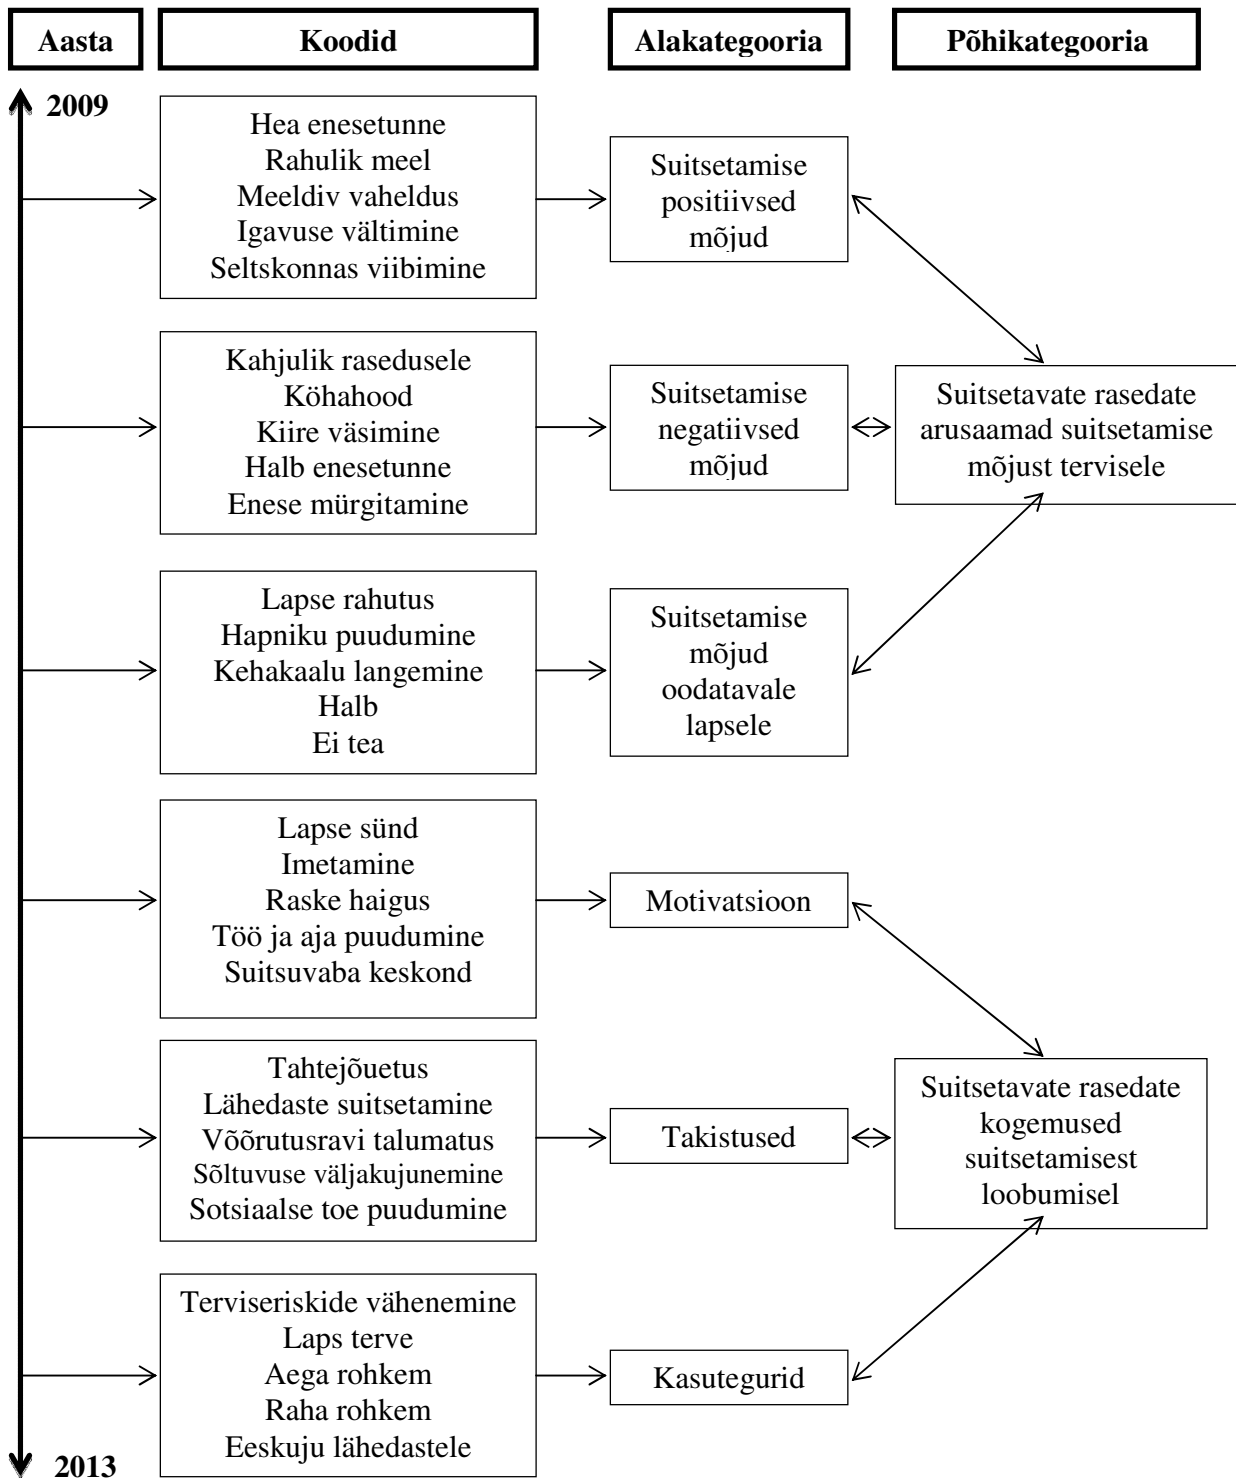 Aasta
Koodid
Alakategooria
Põhikategooria
2009
Hea enesetunne
Rahulik meel
Meeldiv vaheldus
Igavuse vältimine
Seltskonnas viibimine
Suitsetamise
positiivsed
mõjud
Kahjulik rasedusele
Köhahood
Kiire väsimine
Halb enesetunne
Enese mürgitamine
Suitsetamise
negatiivsed
mõjud
Suitsetavate rasedate
arusaamad suitsetamise
mõjust tervisele
Lapse rahutus
Hapniku puudumine
Kehakaalu langemine
Halb
Ei tea
Suitsetamise
mõjud
oodatavale
lapsele
Lapse sünd
Imetamine
Raske haigus
Töö ja aja puudumine
Suitsuvaba keskond
Motivatsioon
Tahtejõuetus
Lähedaste suitsetamine
Võõrutusravi talumatus
Sõltuvuse väljakujunemine
Sotsiaalse toe puudumine
Takistused
Suitsetavate rasedate
kogemused
suitsetamisest
loobumisel
Terviseriskide vähenemine
Laps terve
Aega rohkem
Raha rohkem
Eeskuju lähedastele
Kasutegurid
2013